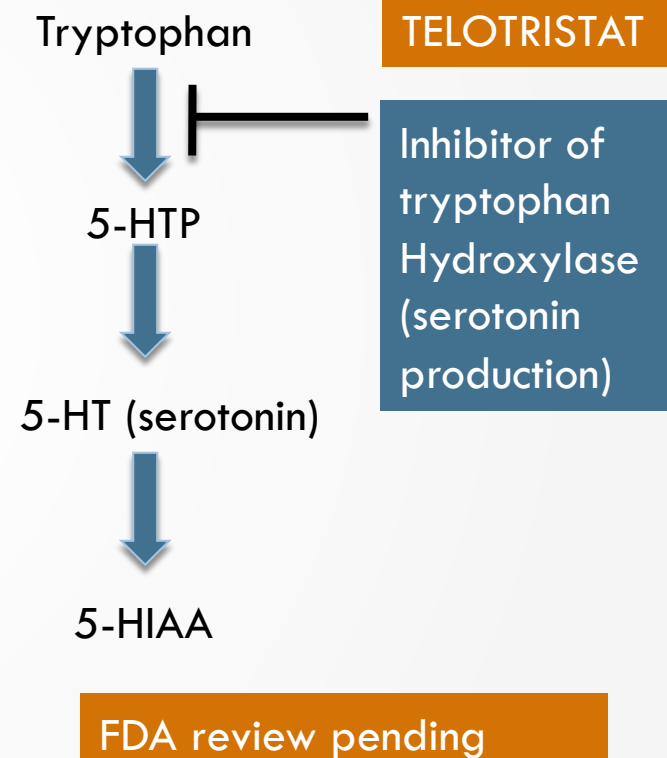 Tryptophan
TELOTRISTAT
Inhibitor of
tryptophan
Hydroxylase
(serotonin
production)
5-HTP
5-HT (serotonin)
5-HIAA
FDA review pending